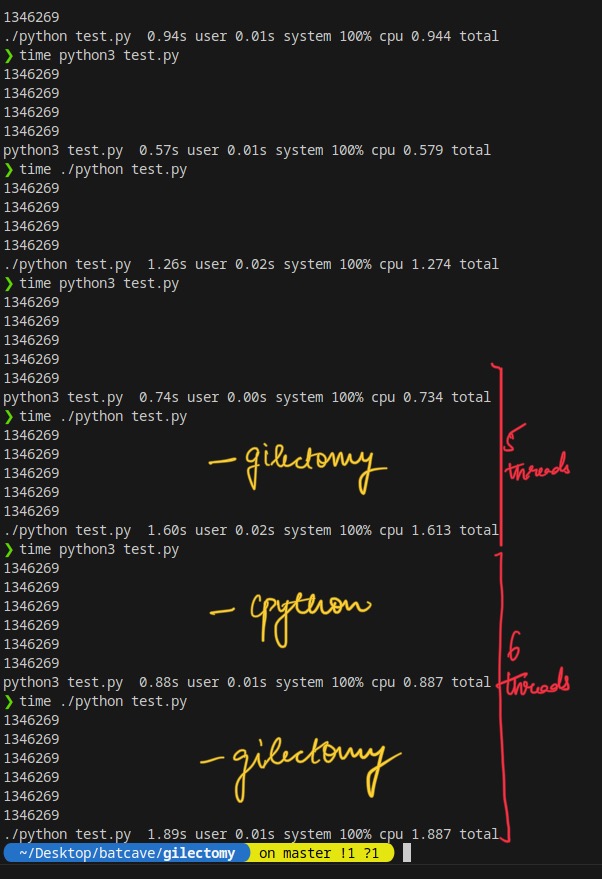 1346269
./python test.py  0.94s user 0.01s system 100% cpu 0.944 total
❯ time python3 test.py
1346269
1346269
1346269
1346269
python3 test.py  0.57s user 0.01s system 100% cpu 0.579 total
❯ time ./python test.py
1346269
1346269
1346269
1346269
./python test.py  1.26s user 0.02s system 100% cpu 1.274 total
❯ time python3 test.py
1346269
1346269
1346269
1346269
1346269
python3 test.py  0.74s user 0.00s system 100% cpu 0.734 total
❯ time ./python test.py
1346269
1346269
1346269
1346269
1346269
— gilectomy
5 threads
./python test.py  1.60s user 0.02s system 100% cpu 1.613 total
❯ time python3 test.py
1346269
1346269
1346269
1346269
1346269
1346269
— cpython
python3 test.py  0.88s user 0.01s system 100% cpu 0.887 total
6 threads
❯ time ./python test.py
1346269
1346269
1346269
1346269
1346269
1346269
— gilectomy
./python test.py  1.89s user 0.01s system 100% cpu 1.887 total
~/Desktop/batcave/gilectomy on master !1 ?1